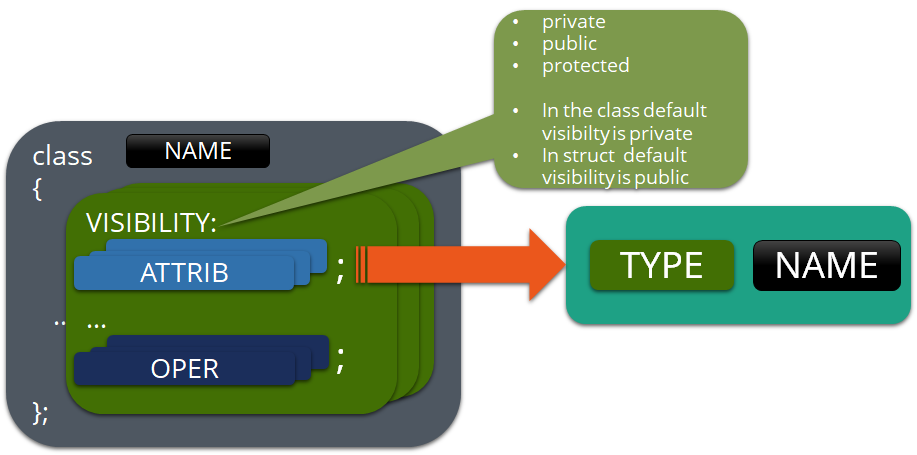 • private
• public
• protected
• In the class default
visibilty is private
• In struct default
visibility is public
class NAME
{
VISIBILITY:
ATTRIB ;
.. ...
OPER ;
};
TYPE NAME